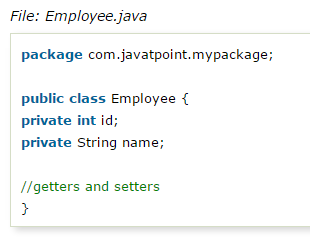 File: Employee.java
package com.javatpoint.mypackage;
public class Employee {
private int id;
private String name;
//getters and setters
}